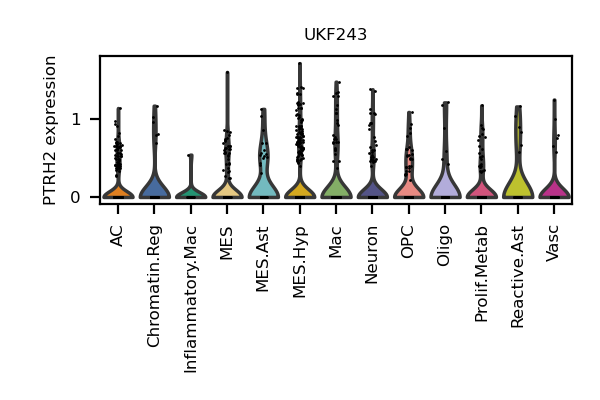 UKF243
PTRH2 expression
1
0
AC
Chromatin.Reg
Inflammatory.Mac
MES
MES.Ast
MES.Hyp
Mac
Neuron
OPC
Oligo
Prolif.Metab
Reactive.Ast
Vasc